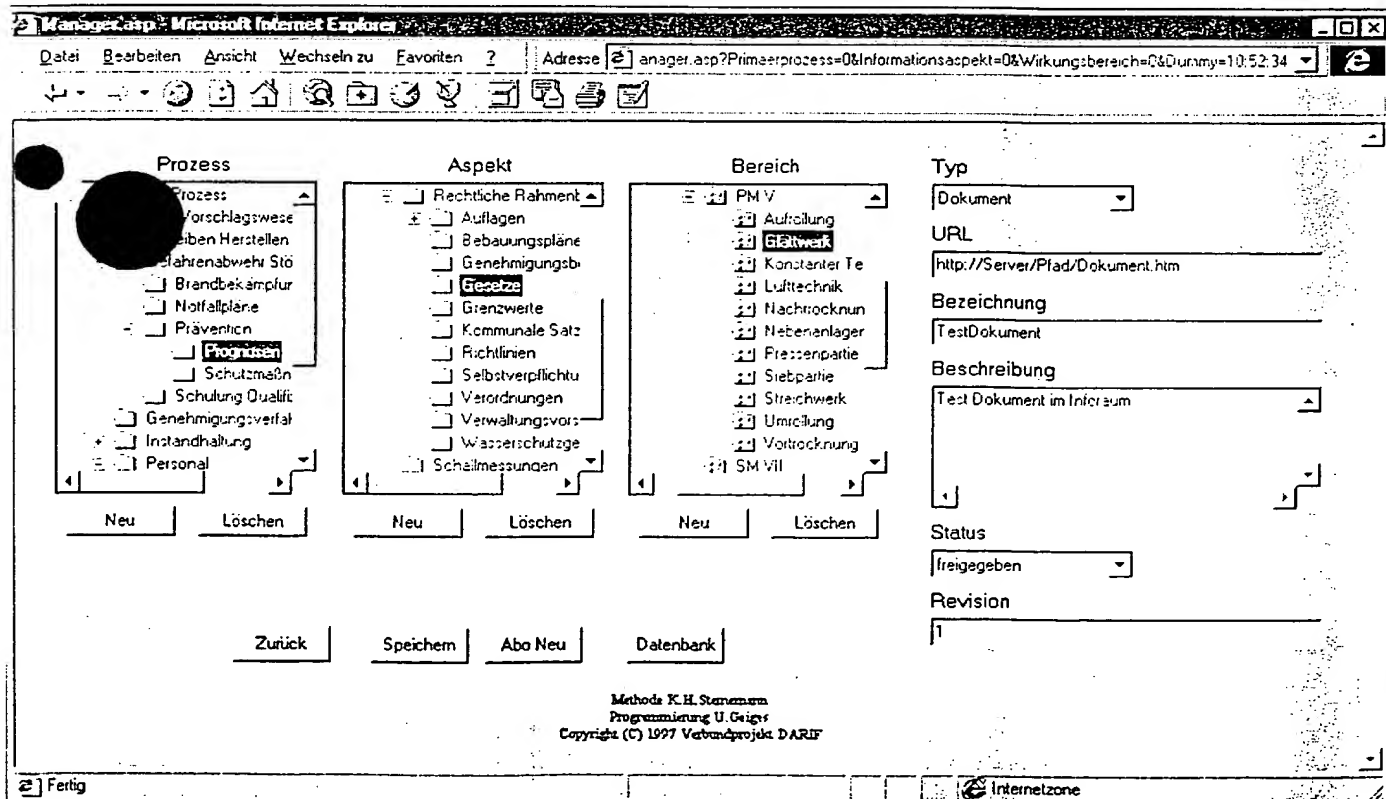 Manager.asp - Microsoft Internet Explorer
Datei Bearbeiten Ansicht Wechseln zu Favoriten ? Adresse anager.asp?Primaerprozess=0&Informationsaspekt=0&Wirkungsbereich=0&Dummy=10:52:34
Prozess
Prozess
Vorschlagswese
eiben Herstellen
efahrenabwehr Stö
Brandbekämpfur
Notfallpläne
Prävention
Prognosen
Schutzmaßn
Schulung Qualifi
Genehmigungsverfal
Instandhaltung
Personal
Neu Löschen
Aspekt
Rechtliche Rahment
Auflagen
Bebauungspläne
Genehmigungsb
Gesetze
Grenzwerte
Kommunale Satz
Richtlinien
Selbstverpflichtu
Verordnungen
Verwaltungsvors
Wasserschutzge
Schallmessungen
Neu Löschen
Bereich
PM V
Aufrollung
Glättwerk
Konstanter Te
Lufttechnik
Nachtrocknun
Nebenanlager
Pressenpartie
Siebpartie
Streichwerk
Umrollung
Vortrocknung
SM VII
Neu Löschen
Typ
Dokument
URL
http://Server/Pfad/Dokument.htm
Bezeichnung
TestDokument
Beschreibung
Test Dokument im Inforaum
Status
freigegeben
Revision
1
Zurück Speichern Abo Neu Datenbank
Programmierung U. Geiges
Copyright (C) 1997 Verbundprojekt DARIF
Fertig Internetzone